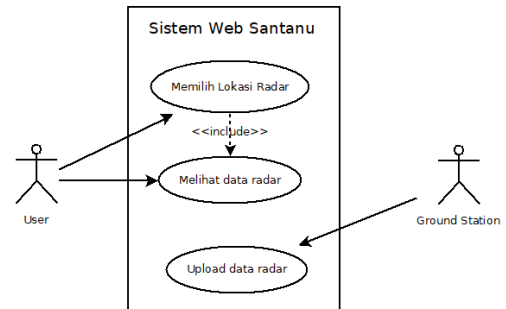 Sistem Web Santanu
Memilih Lokasi Radar
<<include>>
Melihat data radar
User
Ground Station
Upload data radar